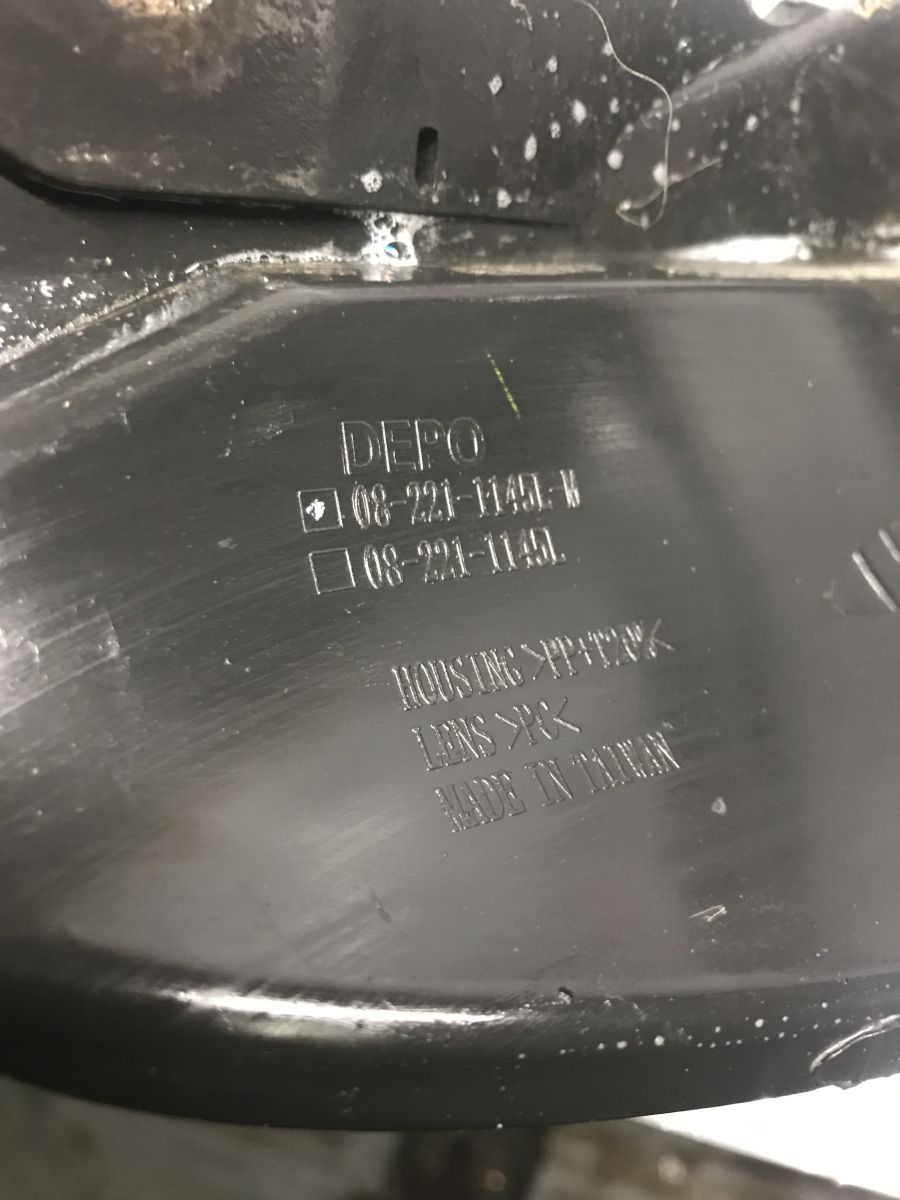 DEPO
08-221-1145L-W
08-221-1145L
HOUSING >PP+T20%<
LENS >PC<
MADE IN TAIWAN